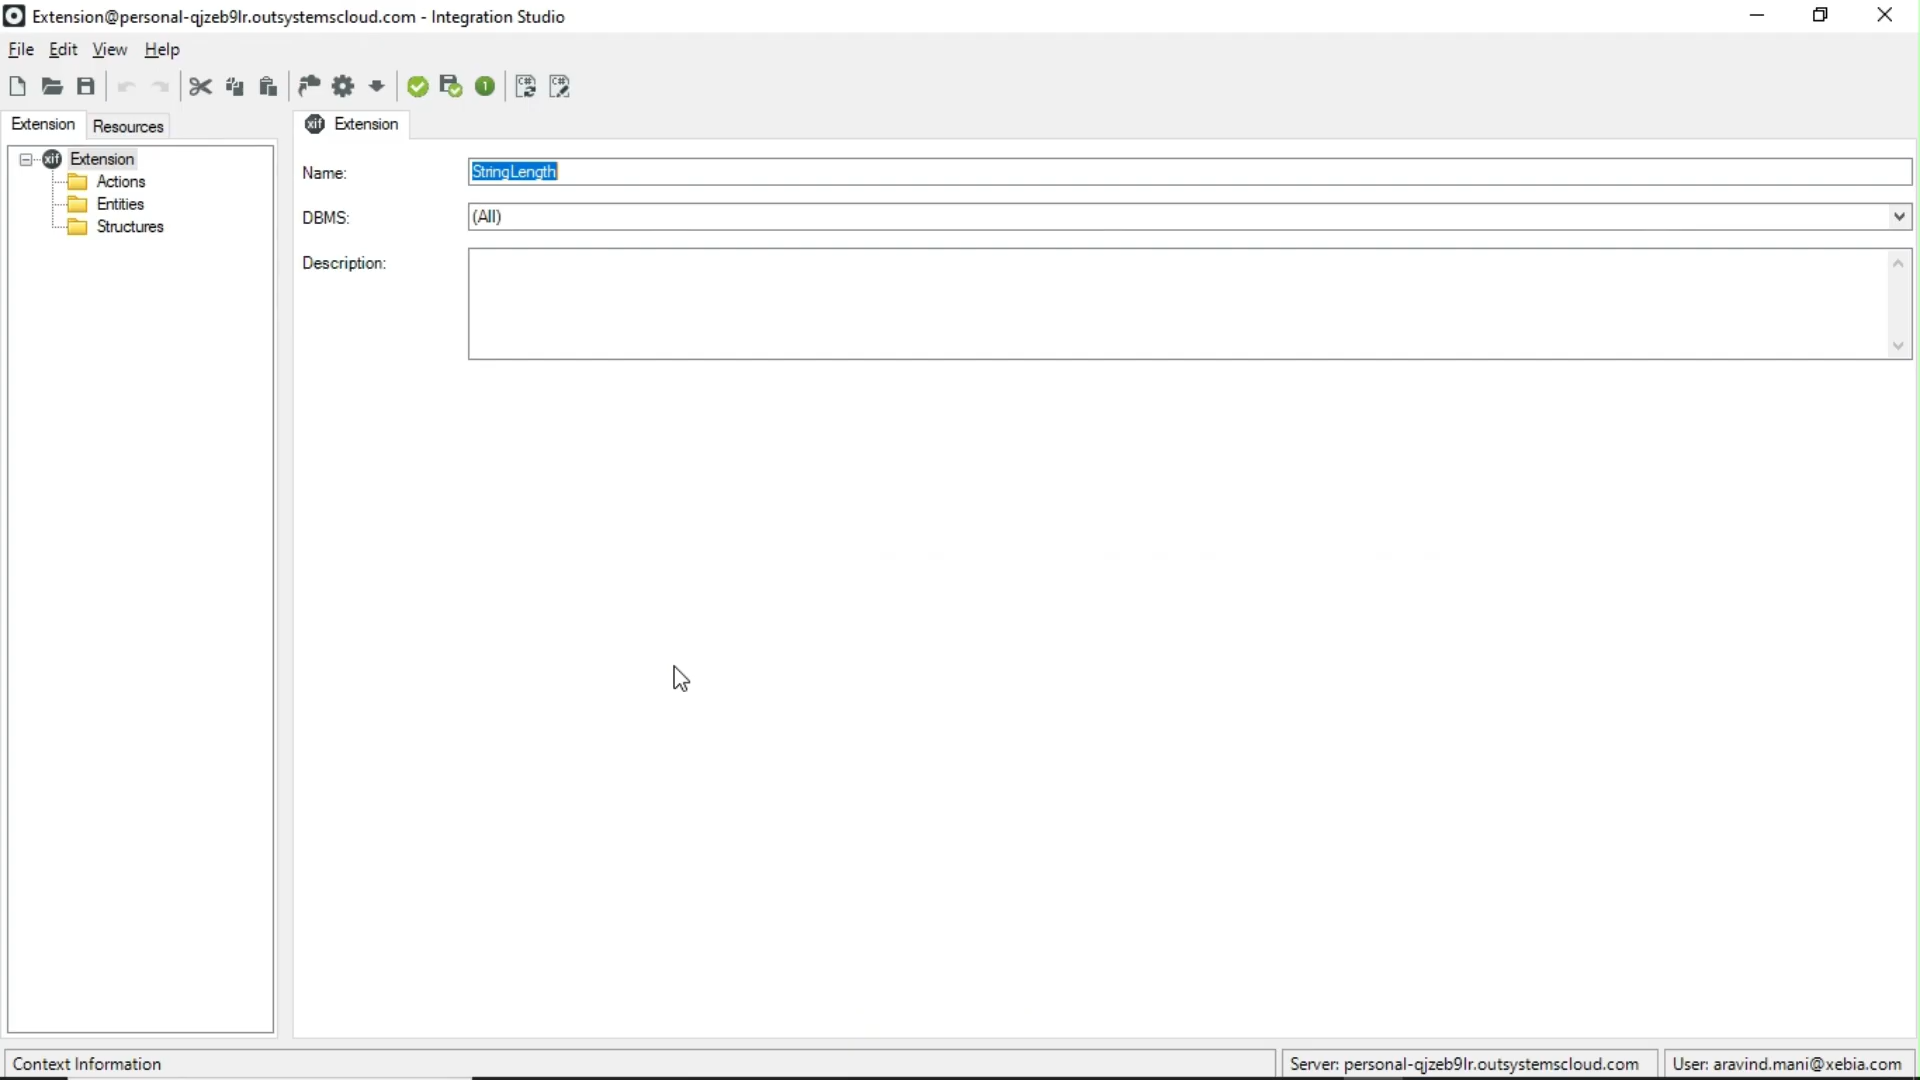 Extension@personal-qjzeb9lr.outsystemscloud.com - Integration Studio
File Edit View Help
Extension Resources
Extension
Actions
Entities
Structures
xif Extension
Name: StringLength
DBMS: (All)
Description:
Context Information
Server: personal-qjzeb9lr.outsystemscloud.com
User: aravind.mani@xebia.com